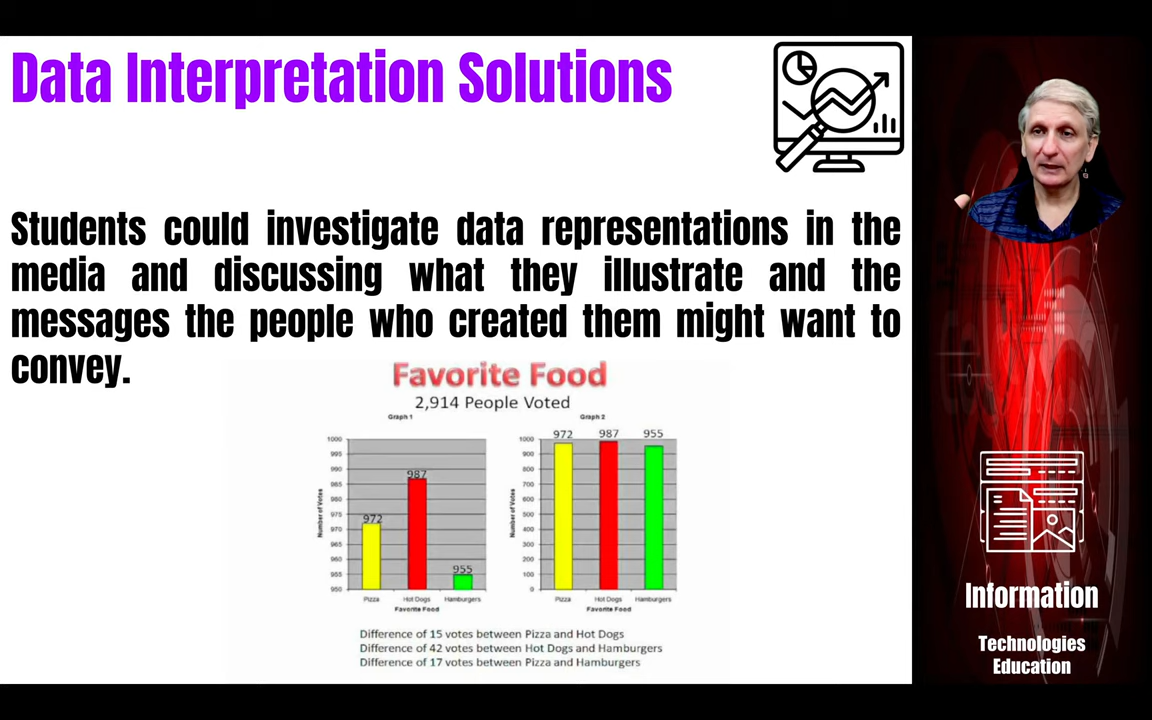 Data Interpretation Solutions
Students could investigate data representations in the
media and discussing what they illustrate and the
messages the people who created them might want to
convey.
Favorite Food
2,914 People Voted
Graph 1
1000
995
990
985
980
975
970
965
960
955
950
Number of Votes
972
987
955
Pizza
Hot Dogs
Hamburgers
Favorite Food
Graph 2
1000
900
800
700
600
500
400
300
200
100
0
Number of Votes
972
987
955
Pizza
Hot Dogs
Hamburgers
Favorite Food
Difference of 15 votes between Pizza and Hot Dogs
Difference of 42 votes between Hot Dogs and Hamburgers
Difference of 17 votes between Pizza and Hamburgers
Information
Technologies
Education